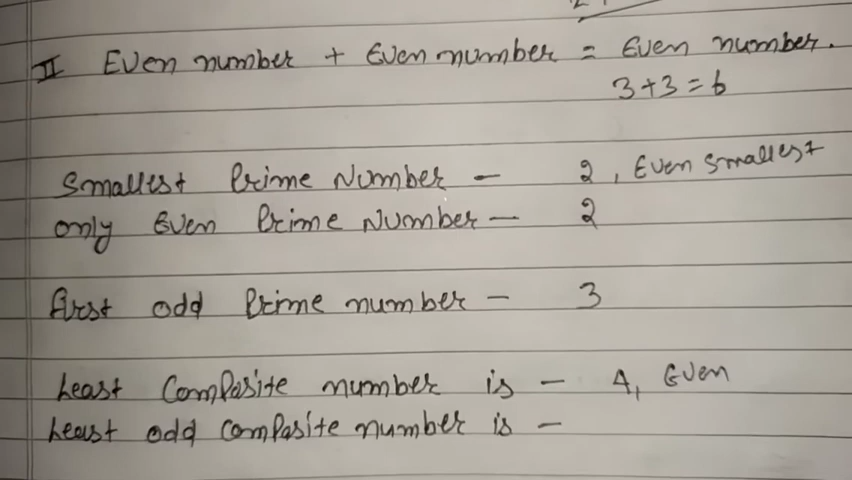 II Even number + Even number = Even number.
3+3=6
Smallest Prime Number - 2, Even smallest
only Even Prime Number - 2
first odd Prime number - 3
Least Composite number is - 4, Even
Least odd composite number is -